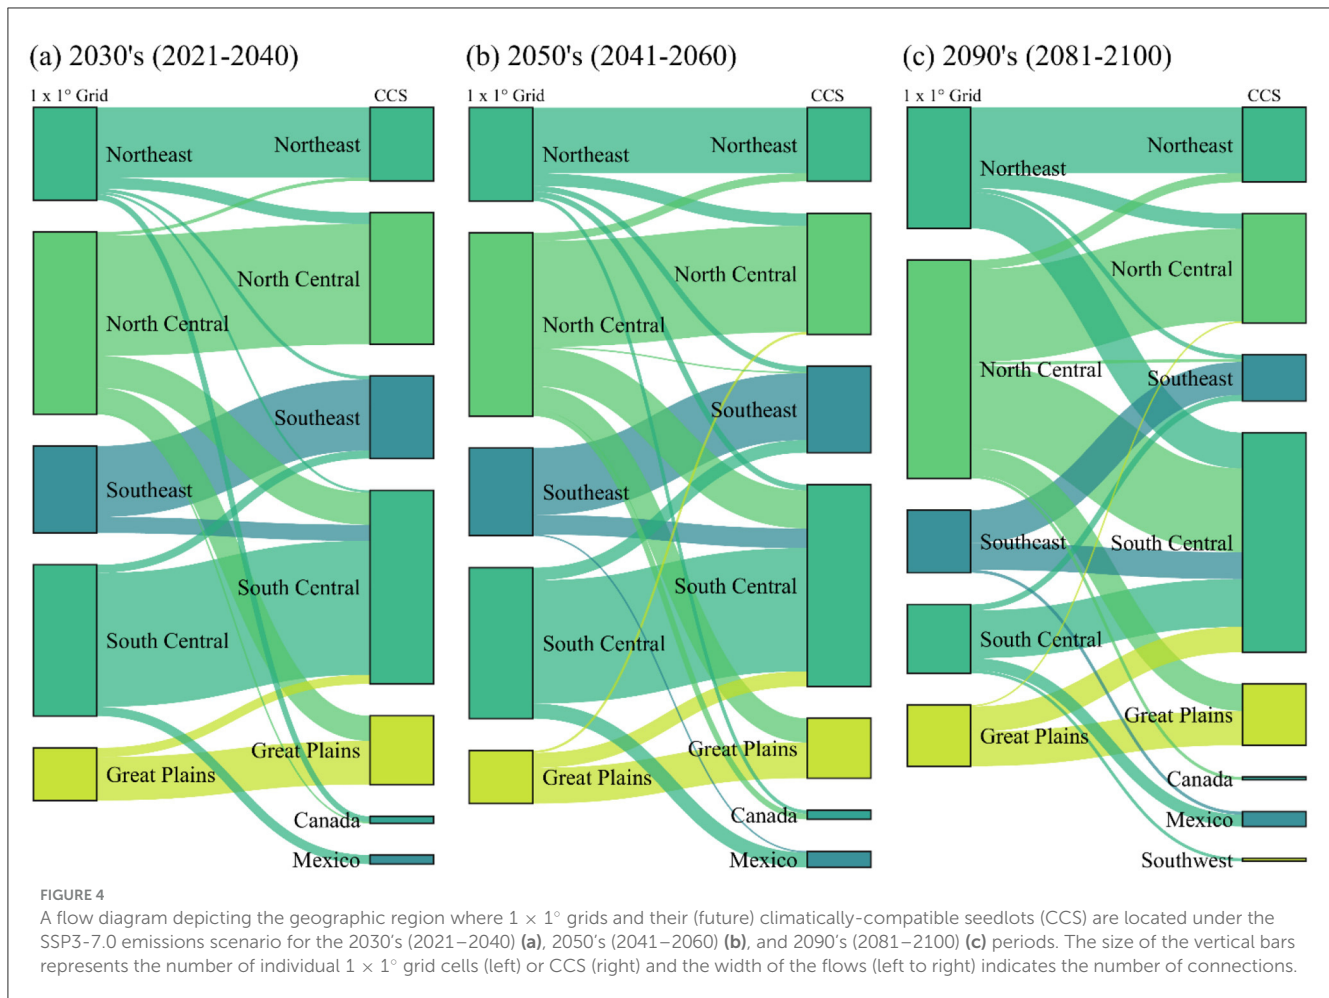 (a) 2030's (2021-2040)
1 x 1° Grid
CCS
Northeast
Northeast
North Central
North Central
Southeast
Southeast
South Central
South Central
Great Plains
Great Plains
Canada
Mexico
(b) 2050's (2041-2060)
1 x 1° Grid
CCS
Northeast
Northeast
North Central
North Central
Southeast
Southeast
South Central
South Central
Great Plains
Great Plains
Canada
Mexico
(c) 2090's (2081-2100)
1 x 1° Grid
CCS
Northeast
Northeast
North Central
North Central
Southeast
Southeast
South Central
South Central
Great Plains
Great Plains
Canada
Mexico
Southwest
FIGURE 4
A flow diagram depicting the geographic region where 1 × 1° grids and their (future) climatically-compatible seedlots (CCS) are located under the
SSP3-7.0 emissions scenario for the 2030's (2021–2040) (a), 2050's (2041–2060) (b), and 2090's (2081–2100) (c) periods. The size of the vertical bars
represents the number of individual 1 × 1° grid cells (left) or CCS (right) and the width of the flows (left to right) indicates the number of connections.